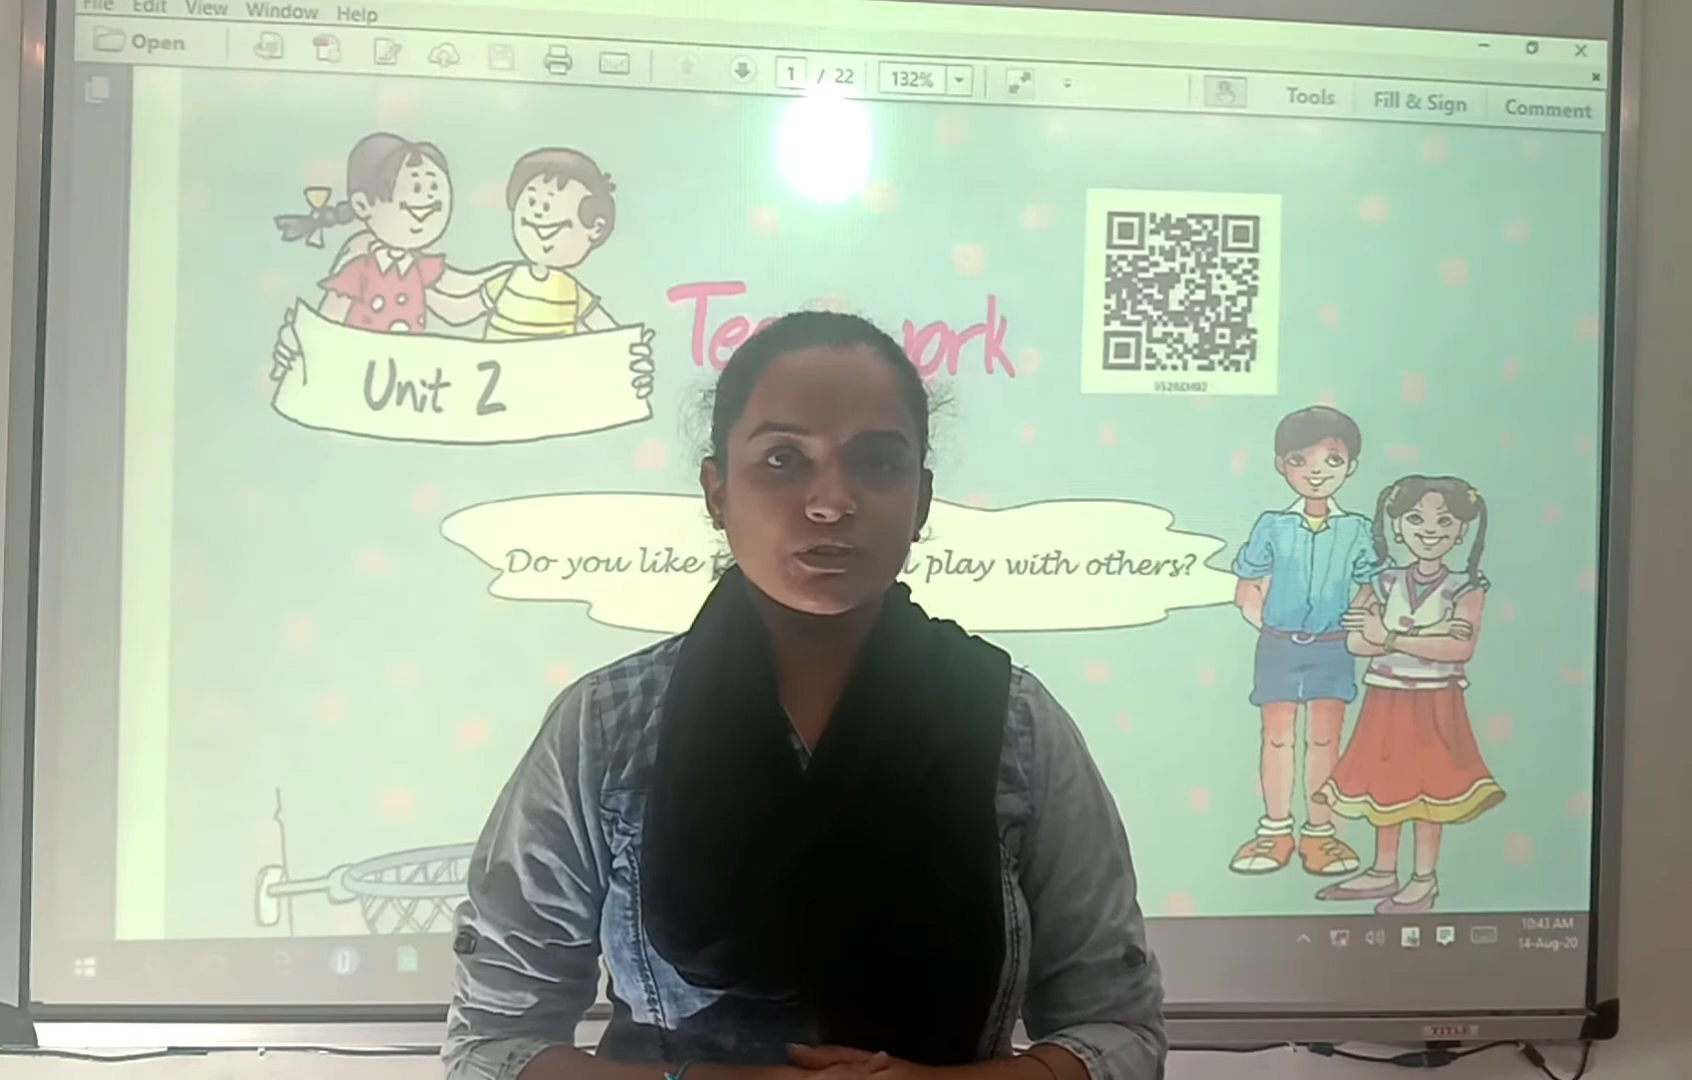 File Edit View Window Help
Open
1 / 22
132%
Tools
Fill & Sign
Comment
Unit 2
Do you like play with others?
10:43 AM
14-Aug-20
TITLE